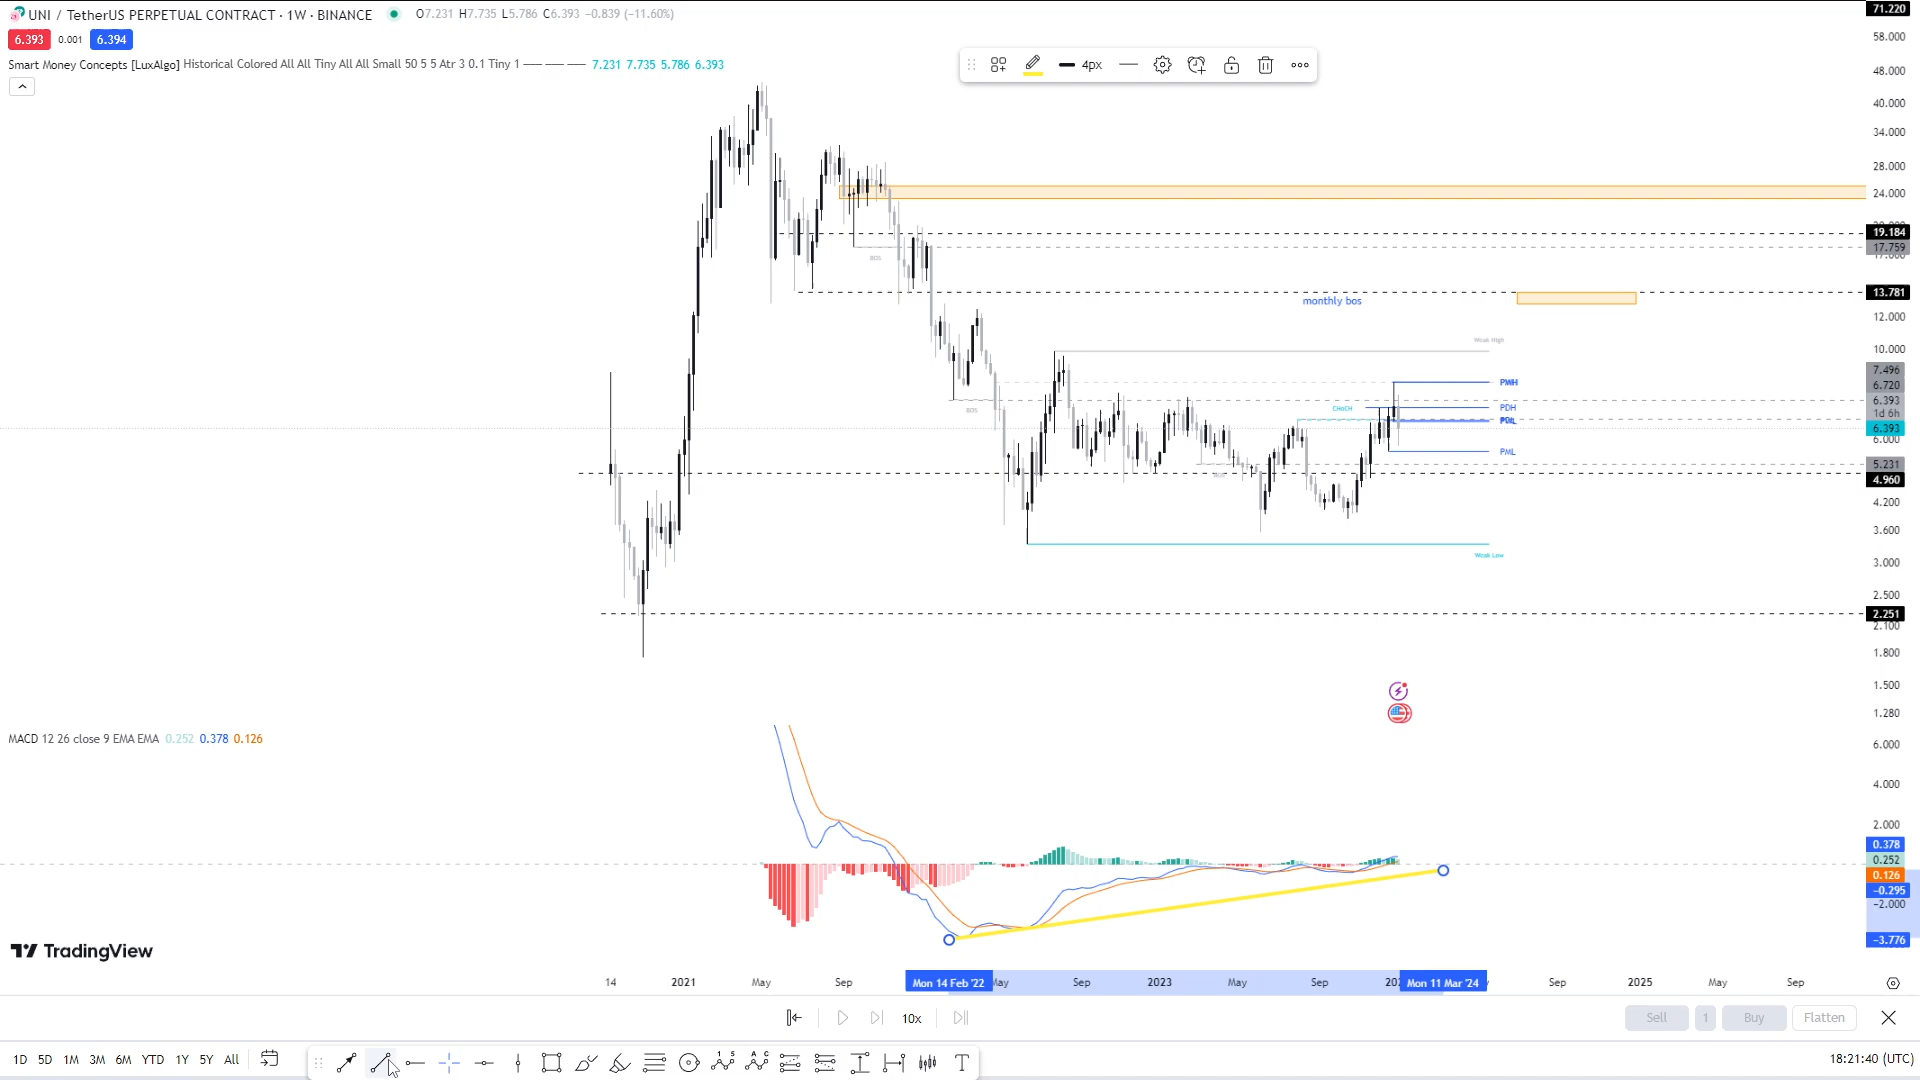 UNI / TetherUS PERPETUAL CONTRACT · 1W · BINANCE O7.231 H7.735 L5.786 C6.393 −0.839 (−11.60%)
6.393 0.001 6.394
Smart Money Concepts [LuxAlgo] Historical Colored All All Tiny All All Small 50 5 5 Atr 3 0.1 Tiny 1 7.231 7.735 5.786 6.393
4px
71.220
58.000
48.000
40.000
34.000
28.000
24.000
19.184
17.759
BOS
13.781
monthly bos
12.000
Weak High
10.000
7.496
PMH
6.720
6.393
CHoCH
PDH
1d 6h
6.393
6.000
PML
5.231
BOS
BOS
4.960
4.200
3.600
Weak Low
3.000
2.500
2.251
2.100
1.800
1.500
1.280
MACD 12 26 close 9 EMA EMA 0.252 0.378 0.126
6.000
4.000
2.000
0.378
0.252
0.126
−0.295
−2.000
−3.776
TradingView
14 2021 May Sep Mon 14 Feb '22 May Sep 2023 May Sep Mon 11 Mar '24 Sep 2025 May Sep
10x Sell 1 Buy Flatten
1D 5D 1M 3M 6M YTD 1Y 5Y All 18:21:40 (UTC)